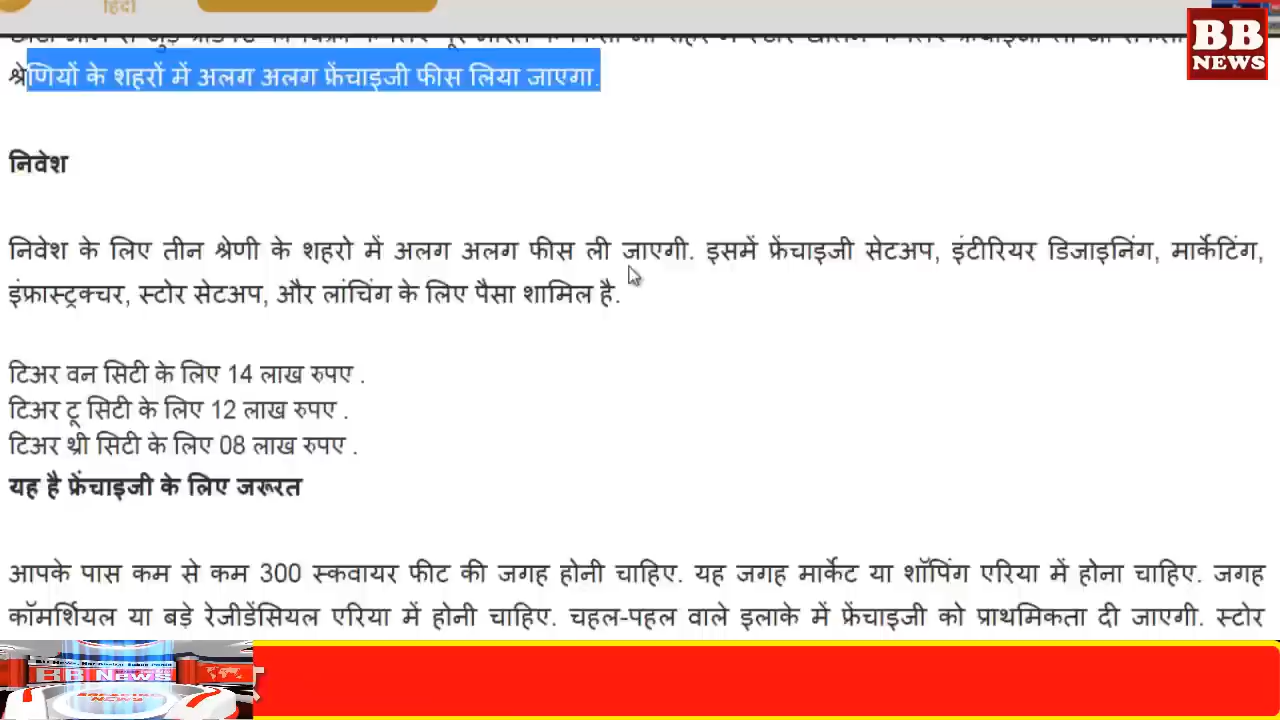 हिंदी
BB
NEWS
श्रेणियों के शहरों में अलग अलग फ्रेंचाइजी फीस लिया जाएगा.
निवेश
निवेश के लिए तीन श्रेणी के शहरो में अलग अलग फीस ली जाएगी. इसमें फ्रेंचाइजी सेटअप, इंटीरियर डिजाइनिंग, मार्केटिंग,
इंफ्रास्ट्रक्चर, स्टोर सेटअप, और लांचिंग के लिए पैसा शामिल है.
टिअर वन सिटी के लिए 14 लाख रुपए .
टिअर टू सिटी के लिए 12 लाख रुपए .
टिअर थ्री सिटी के लिए 08 लाख रुपए .
यह है फ्रेंचाइजी के लिए जरूरत
आपके पास कम से कम 300 स्कवायर फीट की जगह होनी चाहिए. यह जगह मार्केट या शॉपिंग एरिया में होना चाहिए. जगह
कॉमर्शियल या बड़े रेजीडेंसियल एरिया में होनी चाहिए. चहल-पहल वाले इलाके में फ्रेंचाइजी को प्राथमिकता दी जाएगी. स्टोर
BB News
NEWS